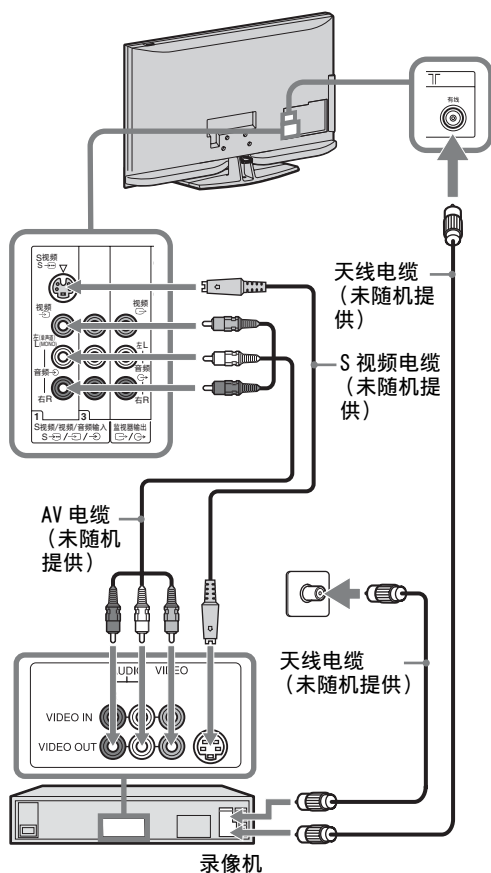 有线
S视频
S
视频
视频
左(单声道)
L(MONO)
左L
音频
音频
右R
右R
1
3
S视频/视频/音频输入
监视器输出
S / /
/
天线电缆
（未随机提
供）
S 视频电缆
（未随机提
供）
AV 电缆
（未随机
提供）
天线电缆
（未随机提供）
AUDIO VIDEO
VIDEO IN
VIDEO OUT
录像机